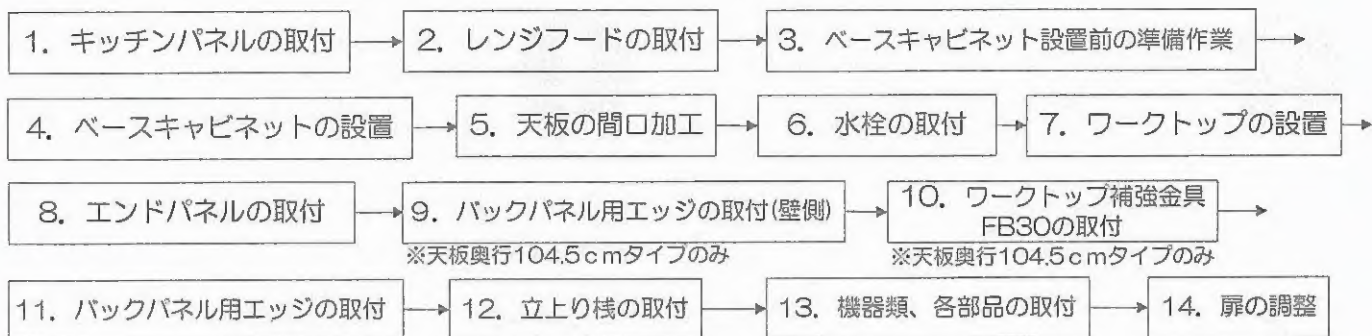 1. キッチンパネルの取付
2. レンジフードの取付
3. ベースキャビネット設置前の準備作業
4. ベースキャビネットの設置
5. 天板の間口加工
6. 水栓の取付
7. ワークトップの設置
8. エンドパネルの取付
9. バックパネル用エッジの取付(壁側)
※天板奥行104.5cmタイプのみ
10. ワークトップ補強金具
FB30の取付
※天板奥行104.5cmタイプのみ
11. バックパネル用エッジの取付
12. 立上り桟の取付
13. 機器類、各部品の取付
14. 扉の調整